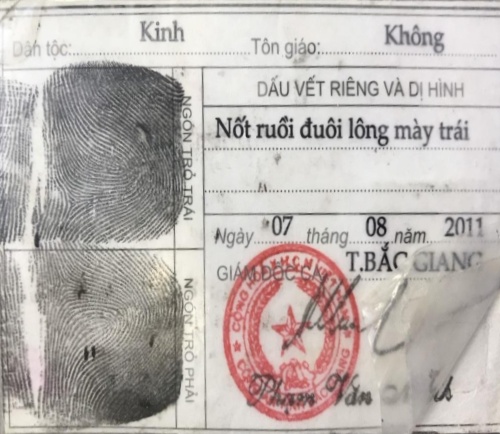 Dân tộc: Kinh Tôn giáo: Không
NGÓN TRỎ TRÁI
DẤU VẾT RIÊNG VÀ DỊ HÌNH
Nốt ruồi đuôi lông mày trái
Ngày 07 tháng 08 năm 2011
GIÁM ĐỐC CA T.BẮC GIANG
NGÓN TRỎ PHẢI
Phạm Văn